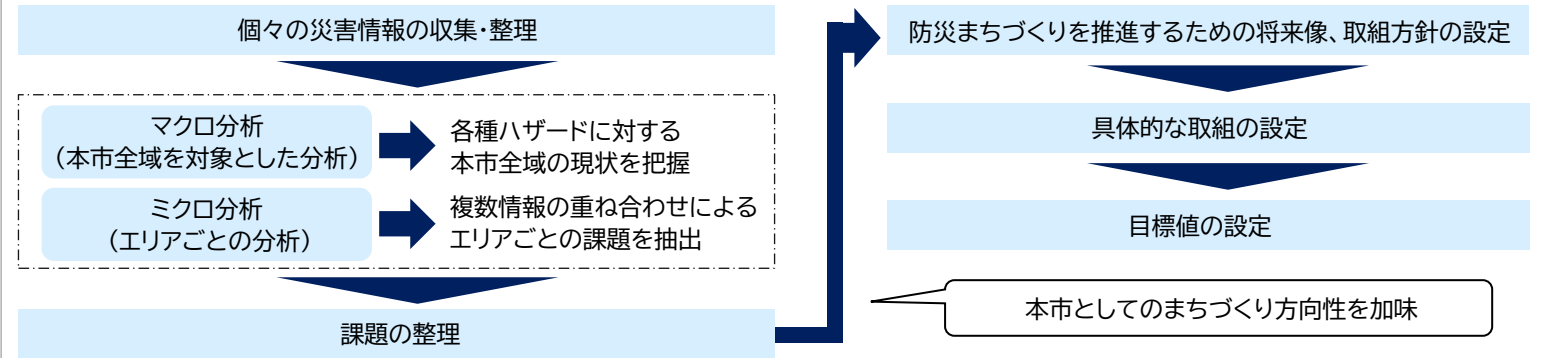 個々の災害情報の収集・整理
マクロ分析
（本市全域を対象とした分析）
各種ハザードに対する
本市全域の現状を把握
ミクロ分析
（エリアごとの分析）
複数情報の重ね合わせによる
エリアごとの課題を抽出
課題の整理
防災まちづくりを推進するための将来像、取組方針の設定
具体的な取組の設定
目標値の設定
本市としてのまちづくり方向性を加味